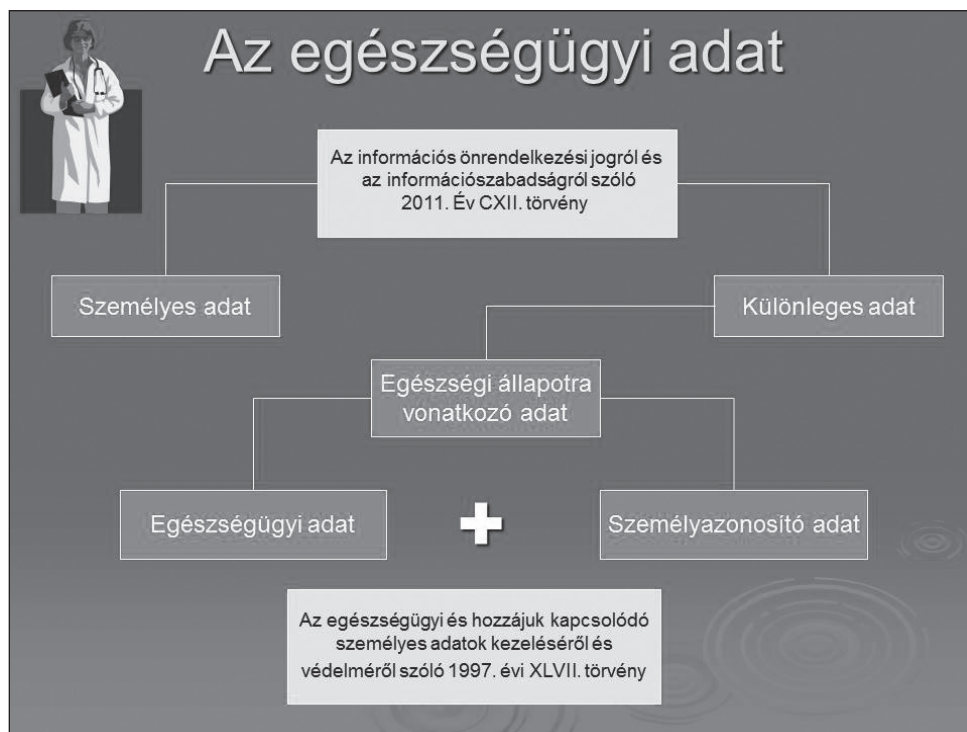 Az egészségügyi adat
Az információs önrendelkezési jogról és
az információszabadságról szóló
2011. Év CXII. törvény
Személyes adat
Különleges adat
Egészségi állapotra
vonatkozó adat
Egészségügyi adat
Személyazonosító adat
Az egészségügyi és hozzájuk kapcsolódó
személyes adatok kezeléséről és
védelméről szóló 1997. évi XLVII. törvény